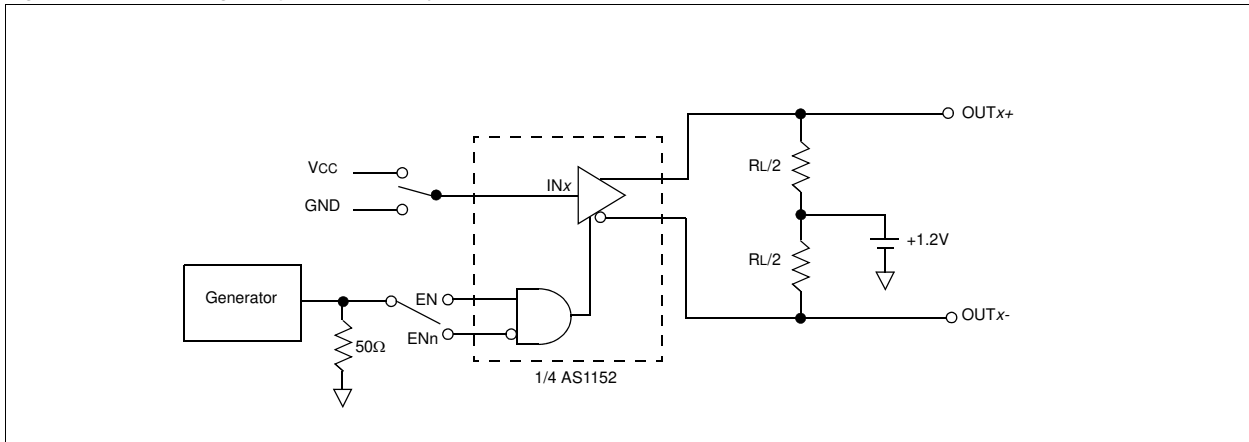 OUTx+
VCC
INx
RL/2
GND
+1.2V
RL/2
Generator
EN
OUTx-
ENn
50Ω
1/4 AS1152